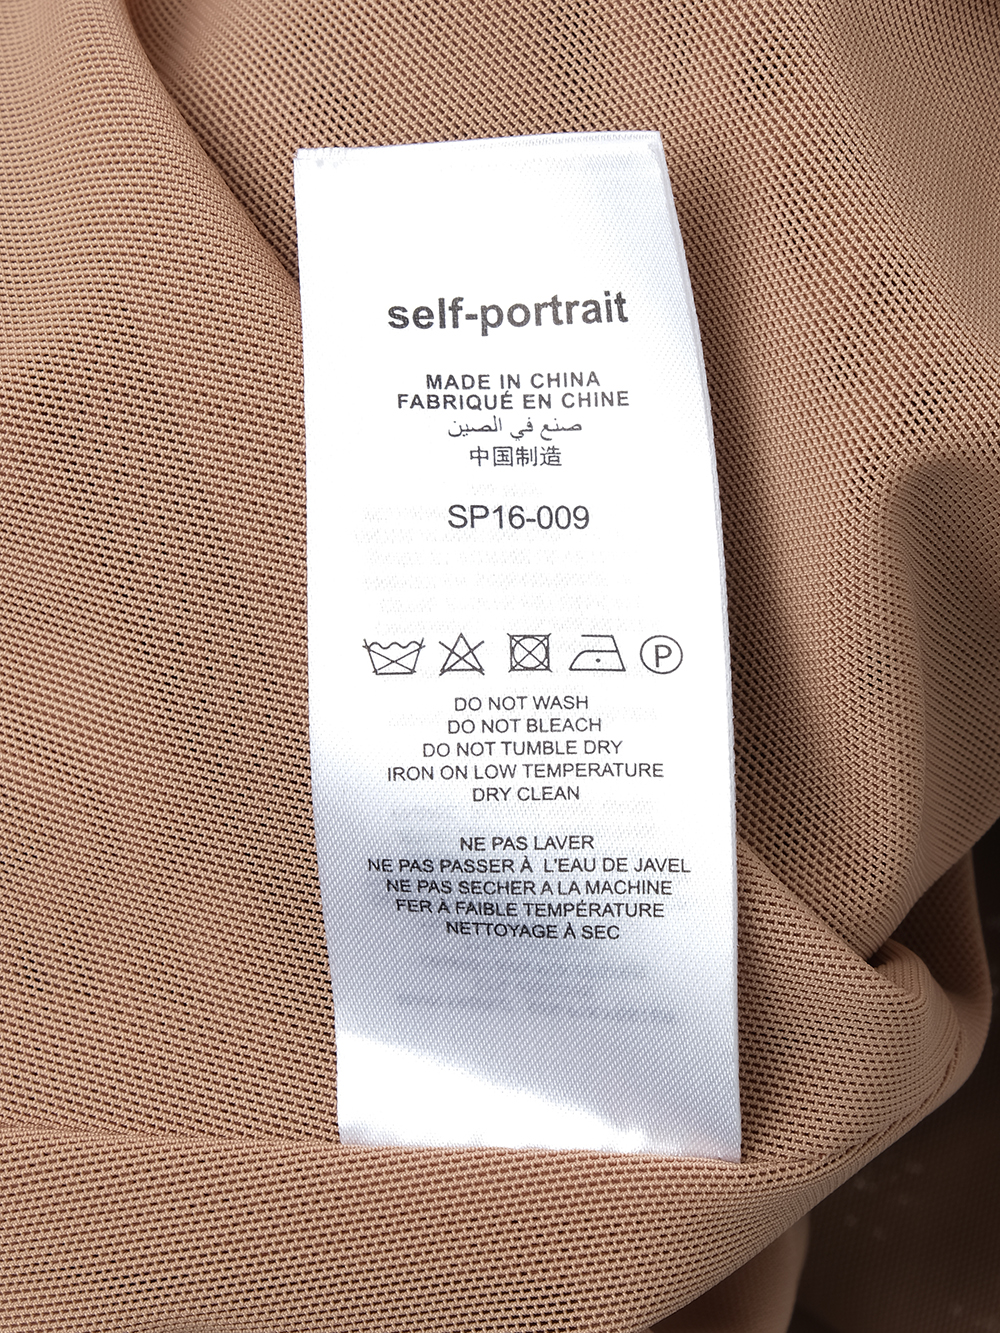 self-portrait
MADE IN CHINA
FABRIQUÉ EN CHINE
صنع في الصين
中国制造
SP16-009
P
DO NOT WASH
DO NOT BLEACH
DO NOT TUMBLE DRY
IRON ON LOW TEMPERATURE
DRY CLEAN
NE PAS LAVER
NE PAS PASSER À L'EAU DE JAVEL
NE PAS SECHER A LA MACHINE
FER À FAIBLE TEMPÉRATURE
NETTOYAGE À SEC